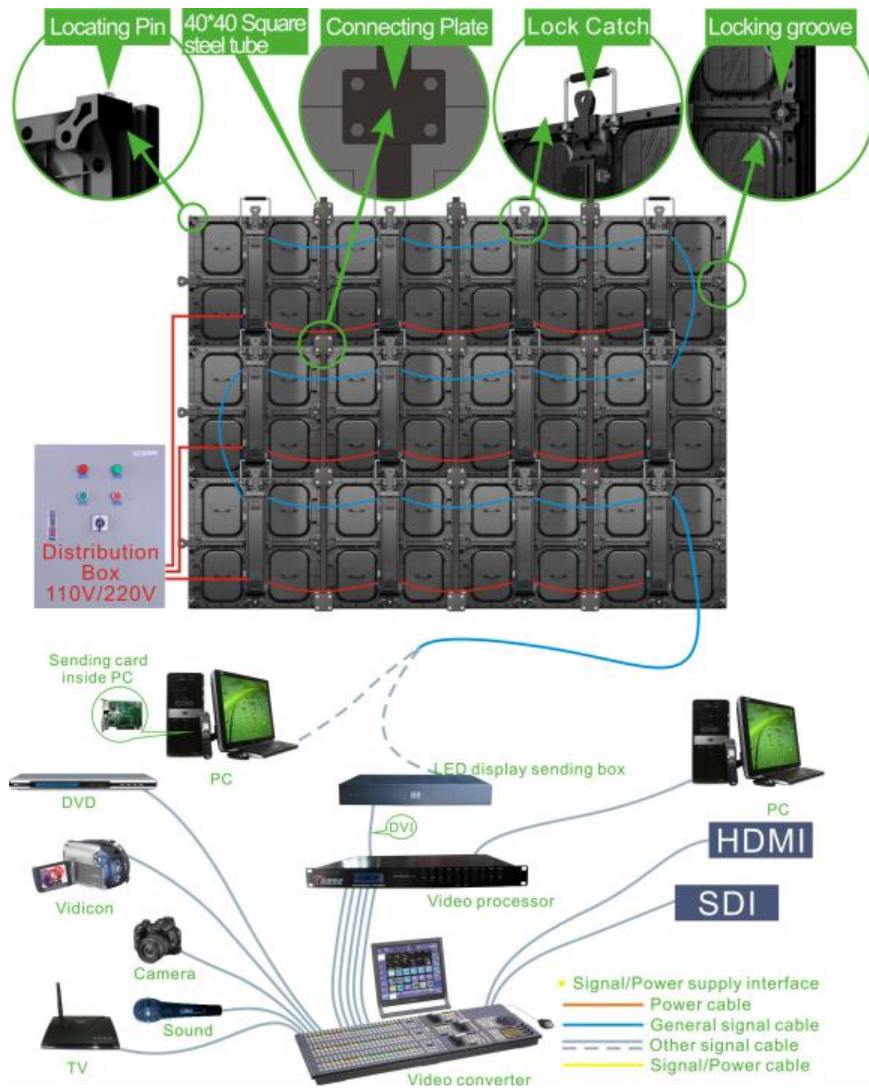 Locating Pin
40*40 Square
steel tube
Connecting Plate
Lock Catch
Locking groove
Distribution
Box
110V/220V
Sending card
inside PC
PC
LED display sending box
PC
DVD
DVI
HDMI
Vidicon
Video processor
SDI
Camera
Signal/Power supply interface
Power cable
Sound
General signal cable
Other signal cable
TV
Signal/Power cable
Video converter